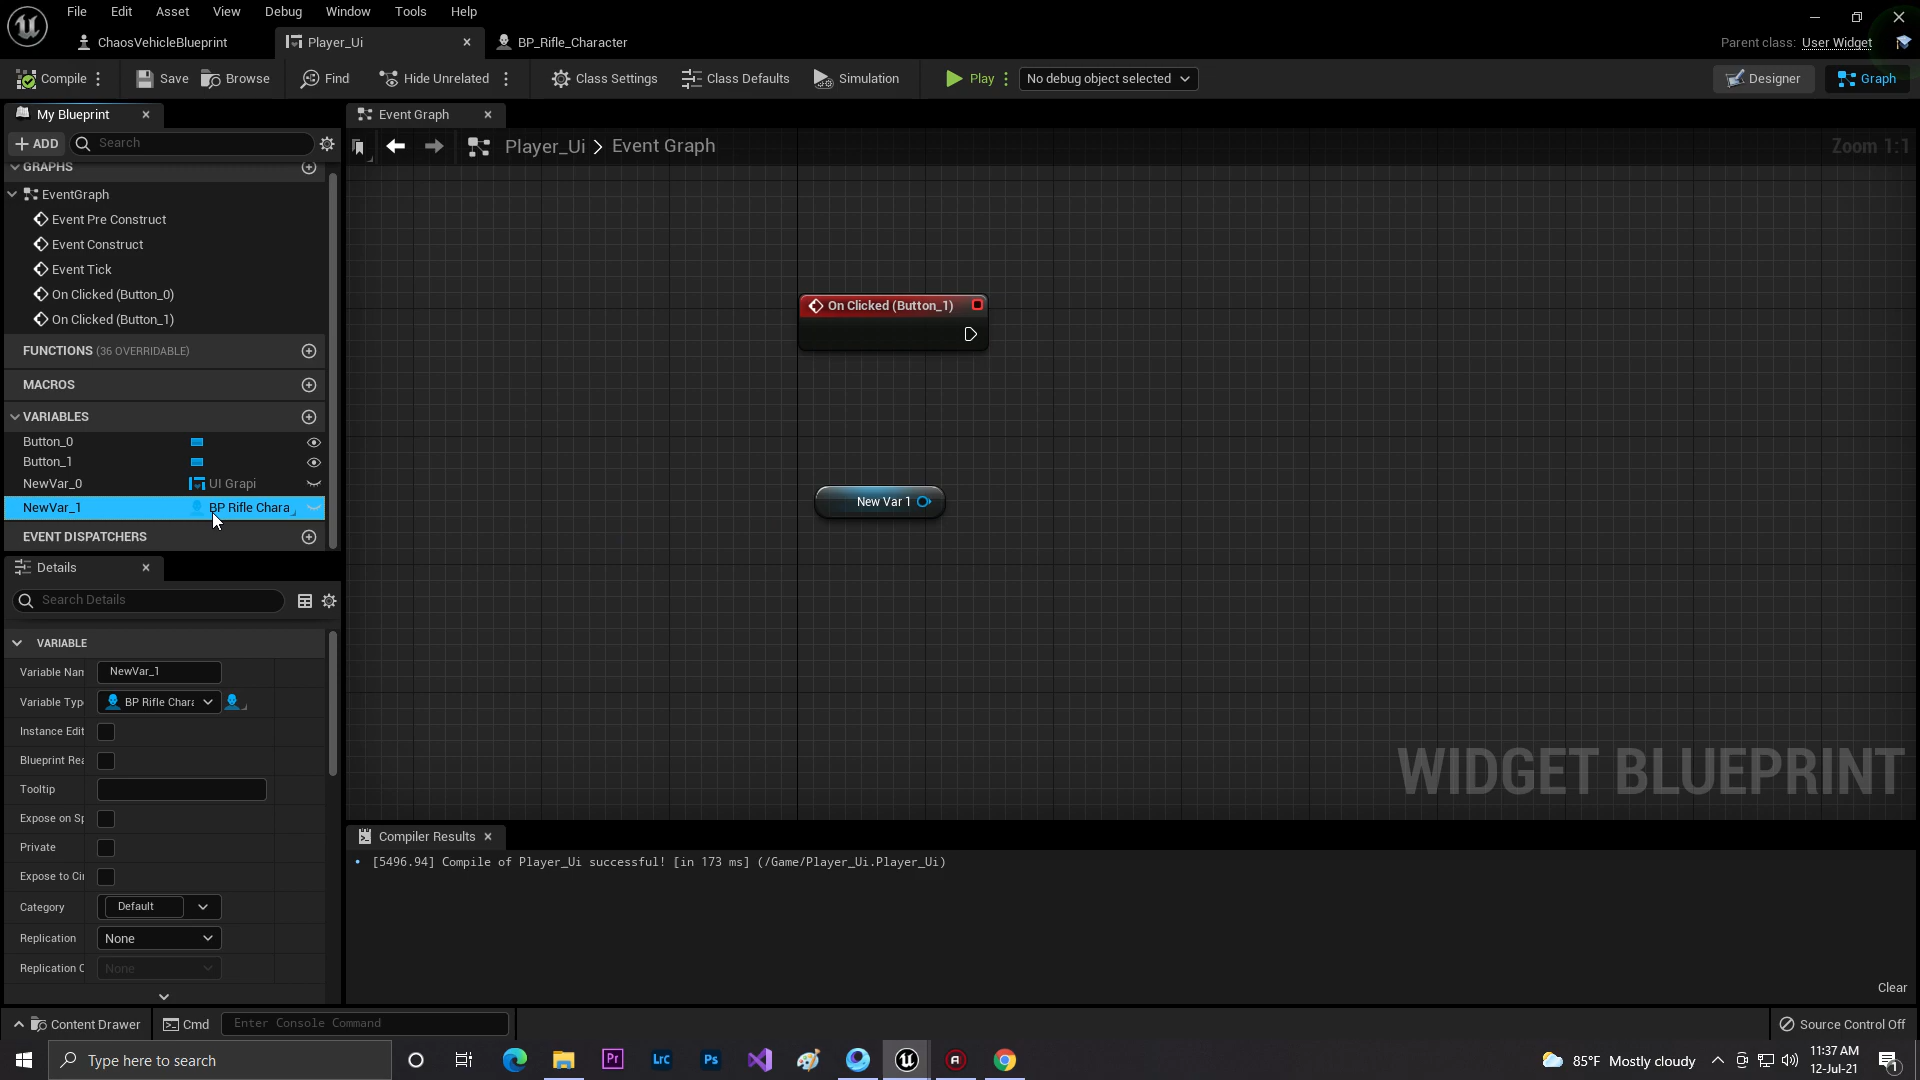 File Edit Asset View Debug Window Tools Help
ChaosVehicleBlueprint Player_Ui BP_Rifle_Character
Parent class: User Widget
Compile Save Browse Find Hide Unrelated Class Settings Class Defaults Simulation Play No debug object selected Designer Graph
My Blueprint
ADD Search
GRAPHS
EventGraph
Event Pre Construct
Event Construct
Event Tick
On Clicked (Button_0)
On Clicked (Button_1)
FUNCTIONS (36 OVERRIDABLE)
MACROS
VARIABLES
Button_0
Button_1
NewVar_0 UI Grapi
NewVar_1 BP Rifle Chara
EVENT DISPATCHERS
Details
Search Details
VARIABLE
Variable Nam NewVar_1
Variable Typ BP Rifle Chara
Instance Edit
Blueprint Rea
Tooltip
Expose on Sp
Private
Expose to Cin
Category Default
Replication None
Replication C None
Event Graph
Player_Ui > Event Graph
Zoom 1:1
On Clicked (Button_1)
New Var 1
WIDGET BLUEPRINT
Compiler Results
[5496.94] Compile of Player_Ui successful! [in 173 ms] (/Game/Player_Ui.Player_Ui)
Clear
Content Drawer Cmd Enter Console Command Source Control Off
Type here to search
Pr Lrc Ps
85°F Mostly cloudy
11:37 AM
12-Jul-21
1